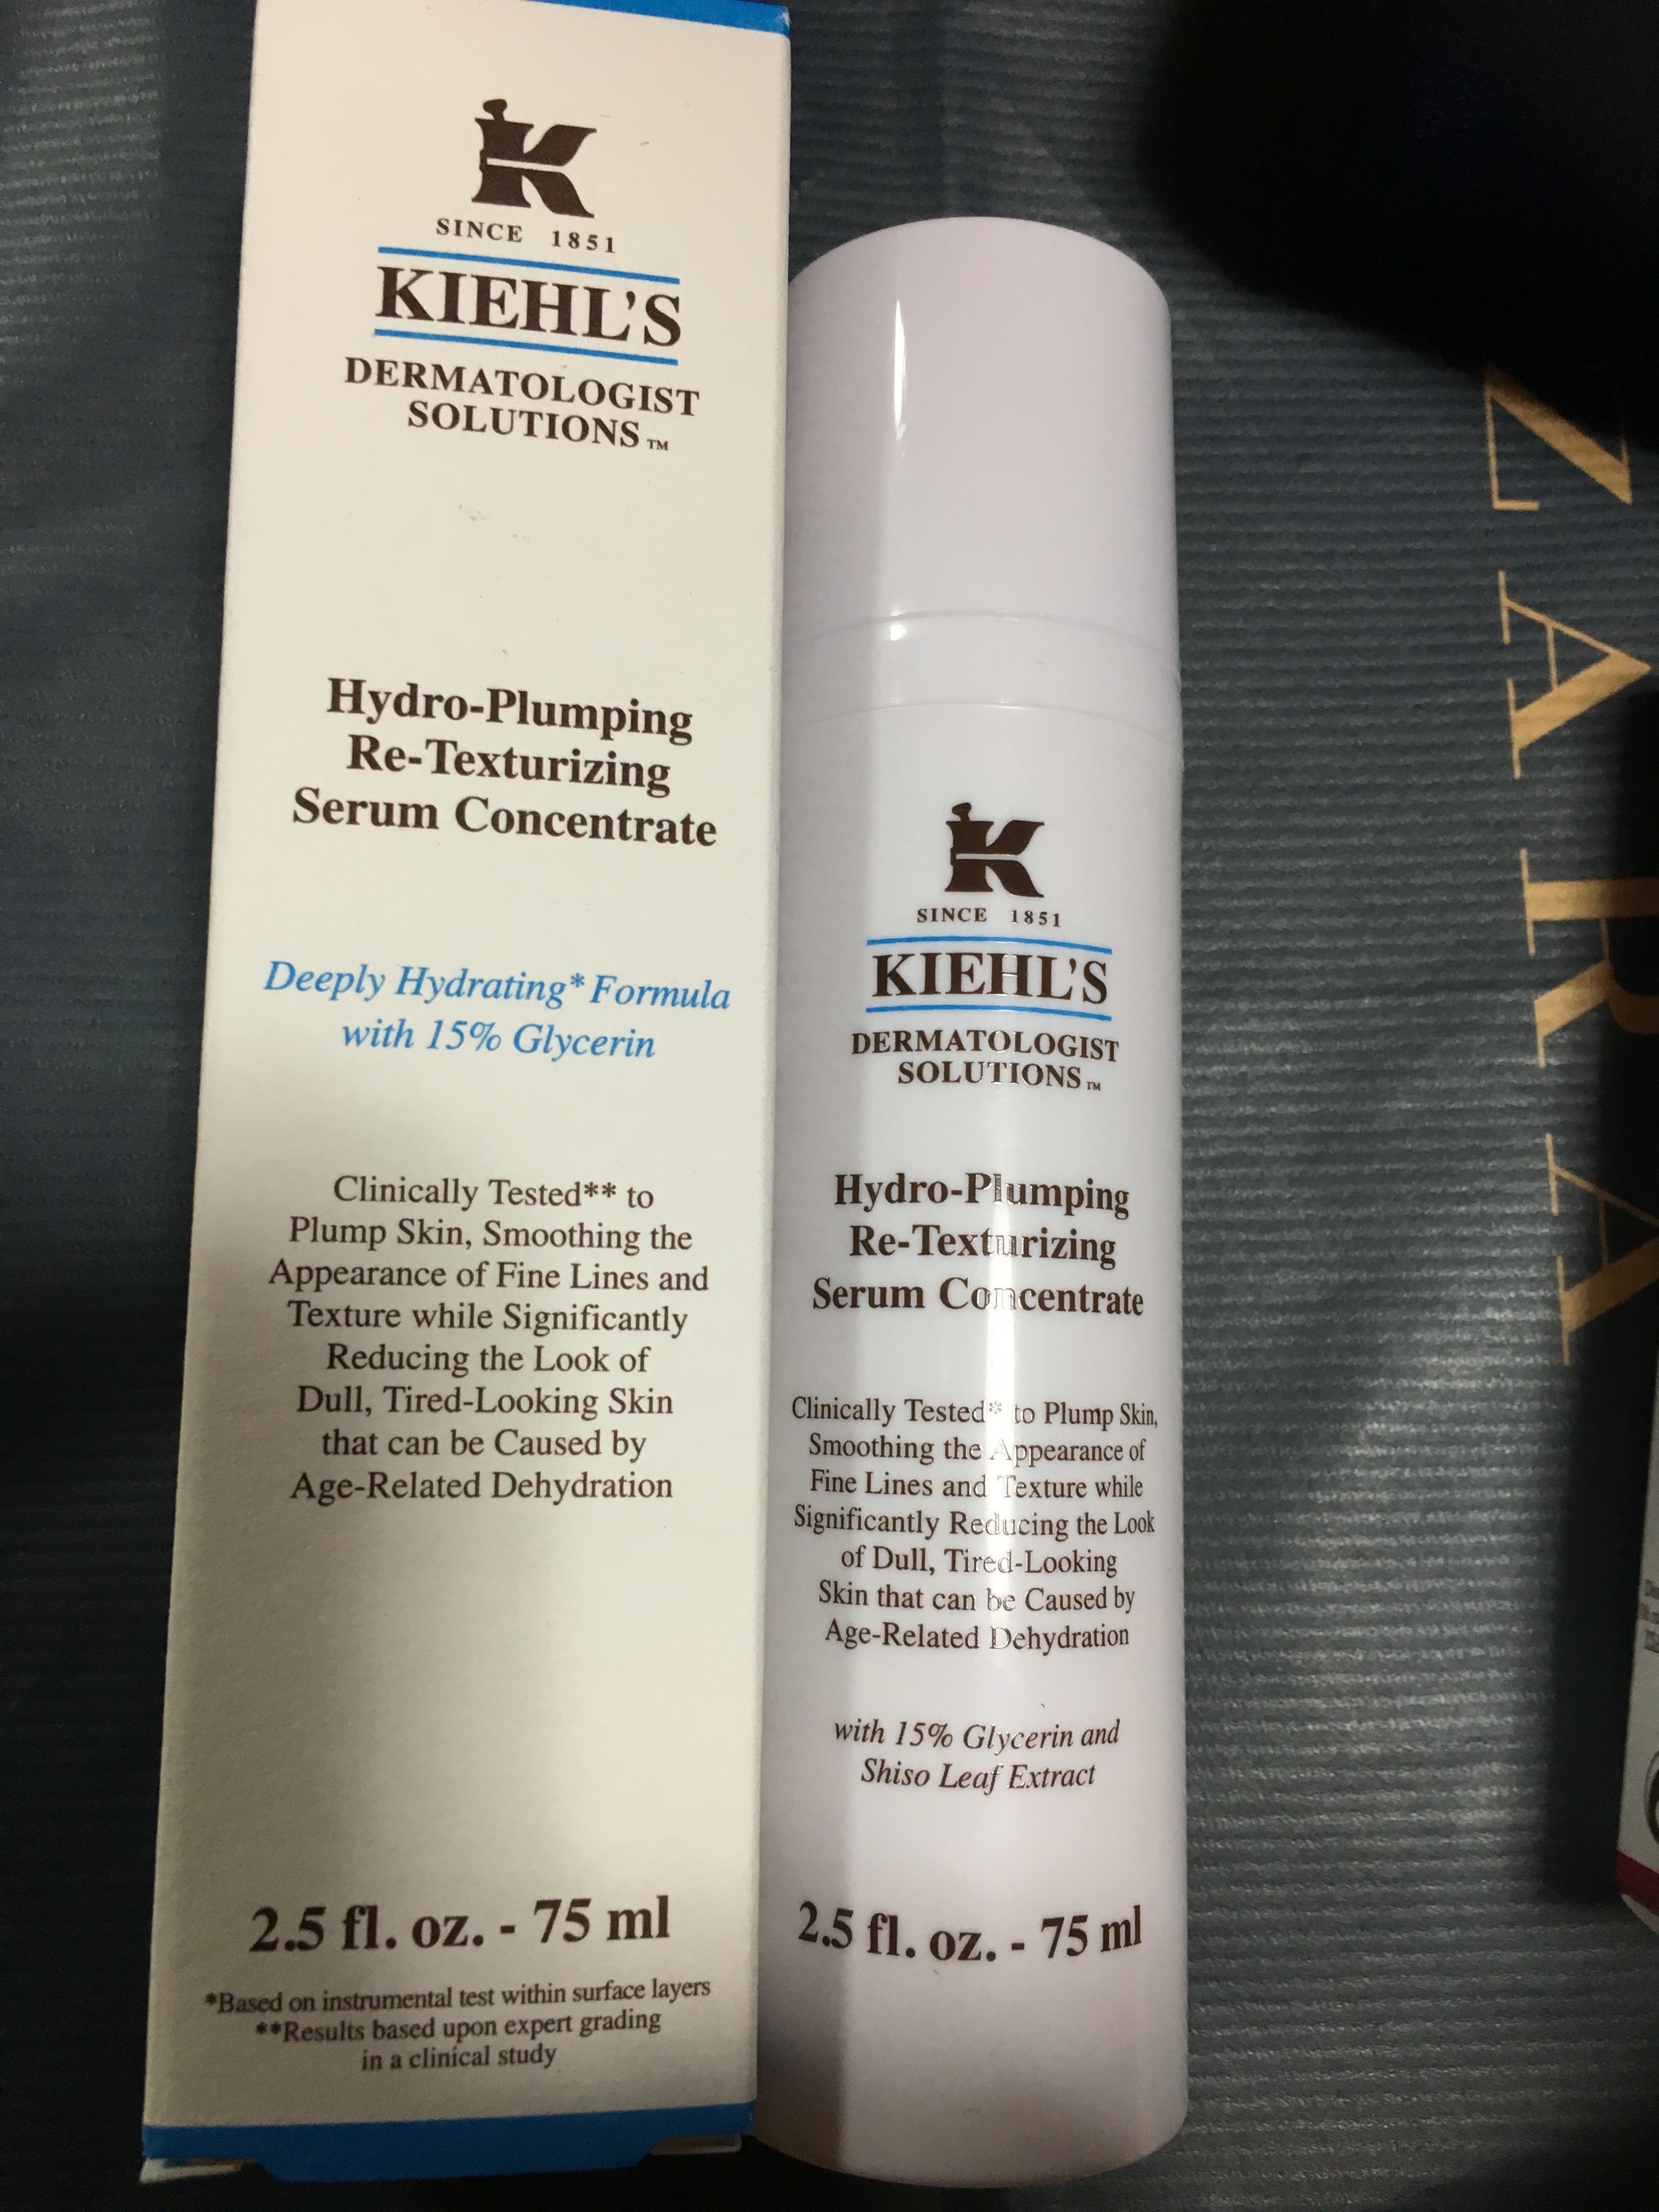 K
SINCE 1851
KIEHL'S
DERMATOLOGIST
SOLUTIONS™
Hydro-Plumping
Re-Texturizing
Serum Concentrate
Deeply Hydrating* Formula
with 15% Glycerin
Clinically Tested** to
Plump Skin, Smoothing the
Appearance of Fine Lines and
Texture while Significantly
Reducing the Look of
Dull, Tired-Looking Skin
that can be Caused by
Age-Related Dehydration
2.5 fl. oz. - 75 ml
*Based on instrumental test within surface layers
**Results based upon expert grading
in a clinical study
K
SINCE 1851
KIEHL'S
DERMATOLOGIST
SOLUTIONS™
Hydro-Plumping
Re-Texturizing
Serum Concentrate
Clinically Tested* to Plump Skin,
Smoothing the Appearance of
Fine Lines and Texture while
Significantly Reducing the Look
of Dull, Tired-Looking
Skin that can be Caused by
Age-Related Dehydration
with 15% Glycerin and
Shiso Leaf Extract
2.5 fl. oz. - 75 ml
ZARA